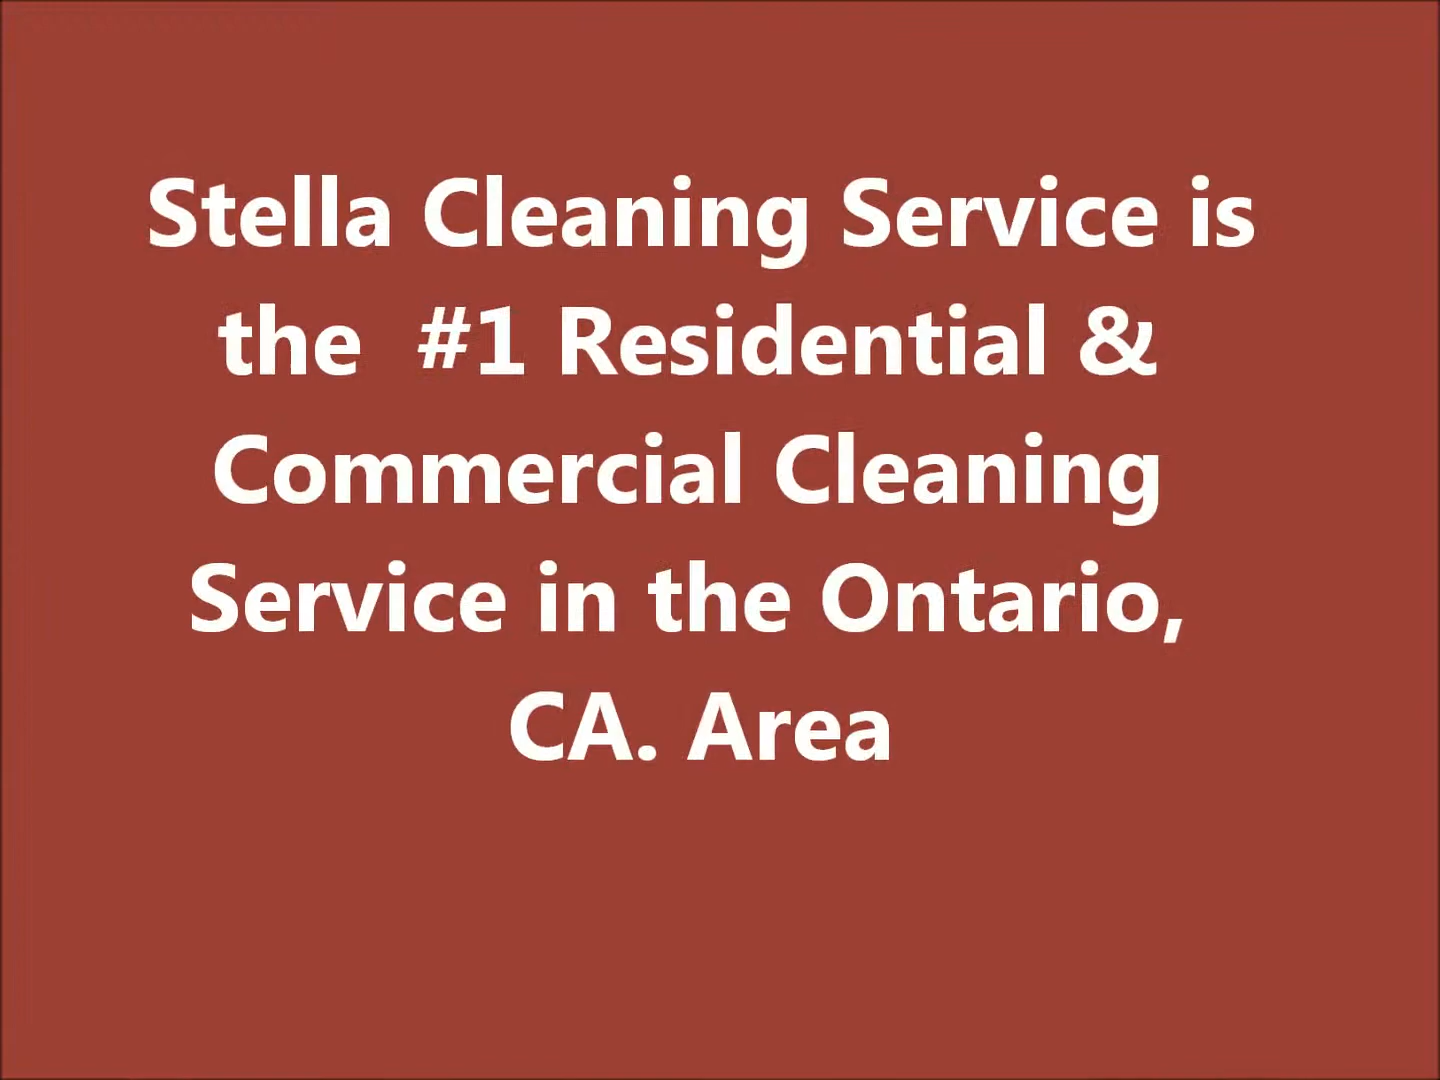 Stella Cleaning Service is
the  #1 Residential &
Commercial Cleaning
Service in the Ontario,
CA. Area